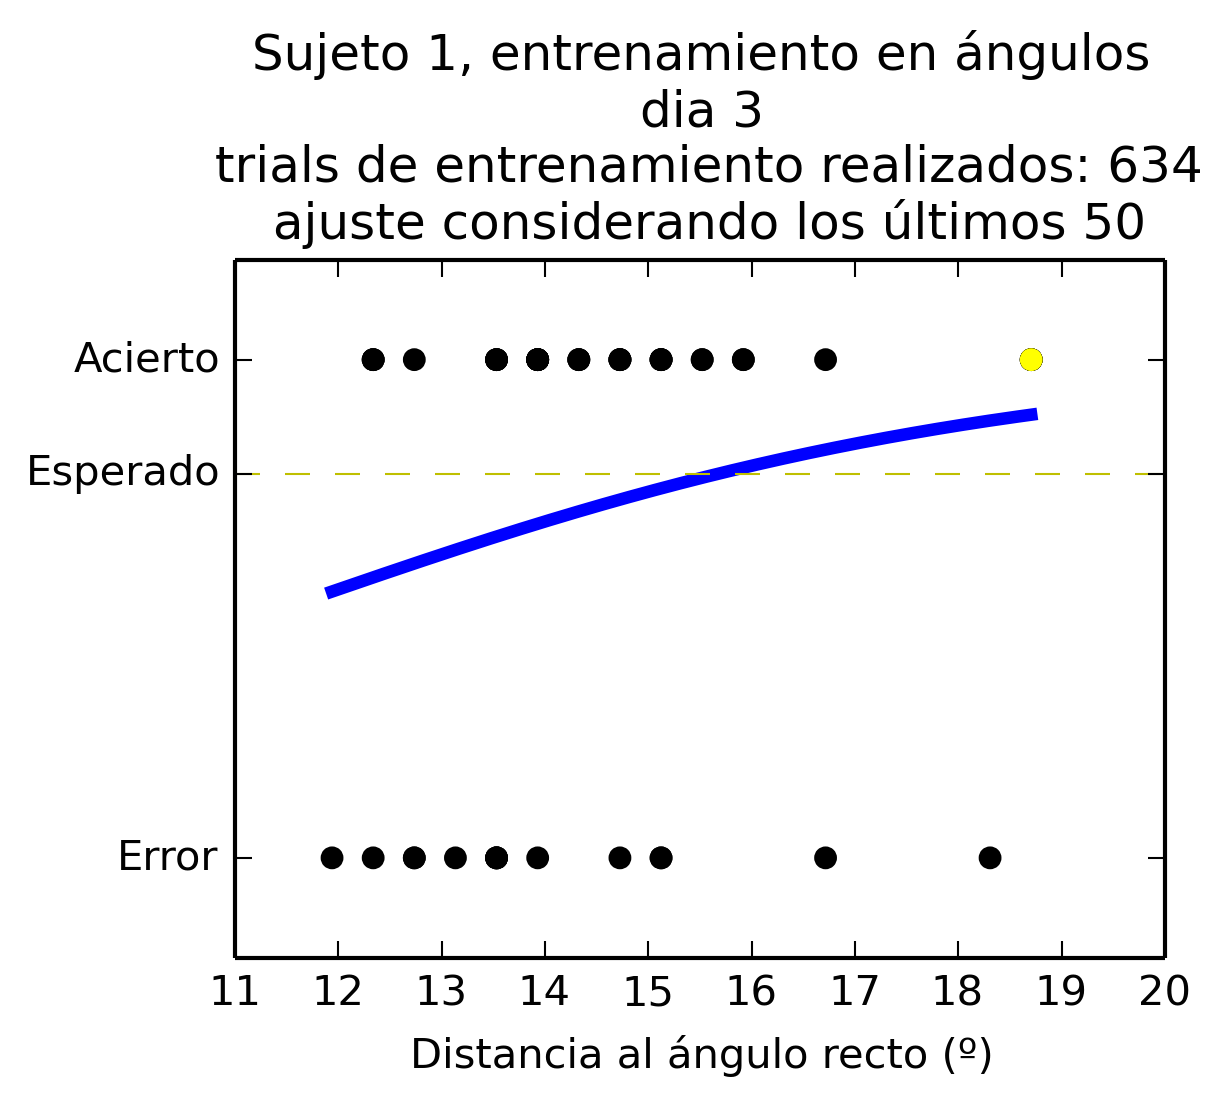 Sujeto 1, entrenamiento en ángulos
dia 3
trials de entrenamiento realizados: 634
ajuste considerando los últimos 50
Acierto
Esperado
Error
11 12 13 14 15 16 17 18 19 20
Distancia al ángulo recto (º)